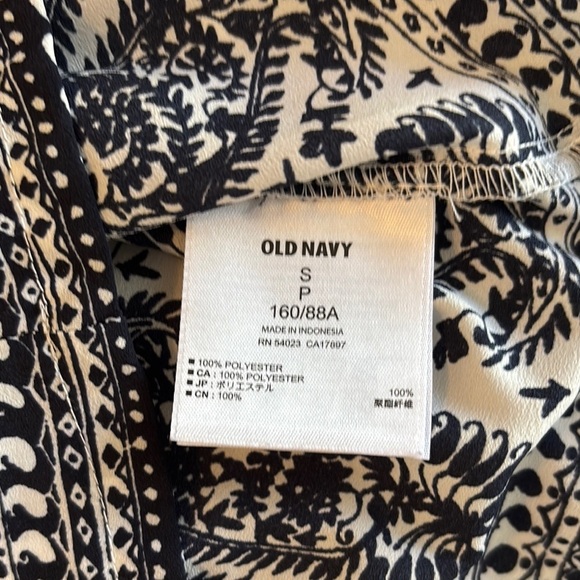 OLD NAVY
S
P
160/88A
MADE IN INDONESIA
RN 54023 CA17897
■ 100% POLYESTER
■ CA : 100% POLYESTER
■ JP : ポリエステル
■ CN : 100%
100%
聚酯纤维